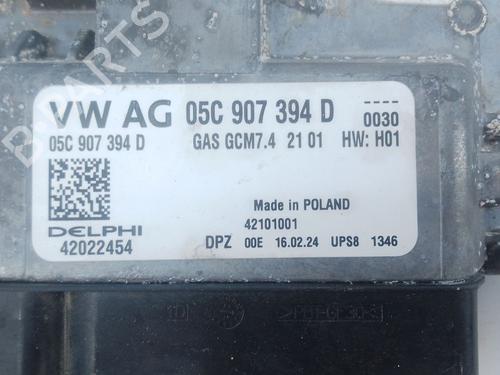 VW AG 05C 907 394 D
----
0030
05C 907 394 D GAS GCM7.4 21 01 HW: H01
Made in POLAND
DELPHI 42101001
42022454 DPZ 00E 16.02.24 UPS8 1346
B-PARTS